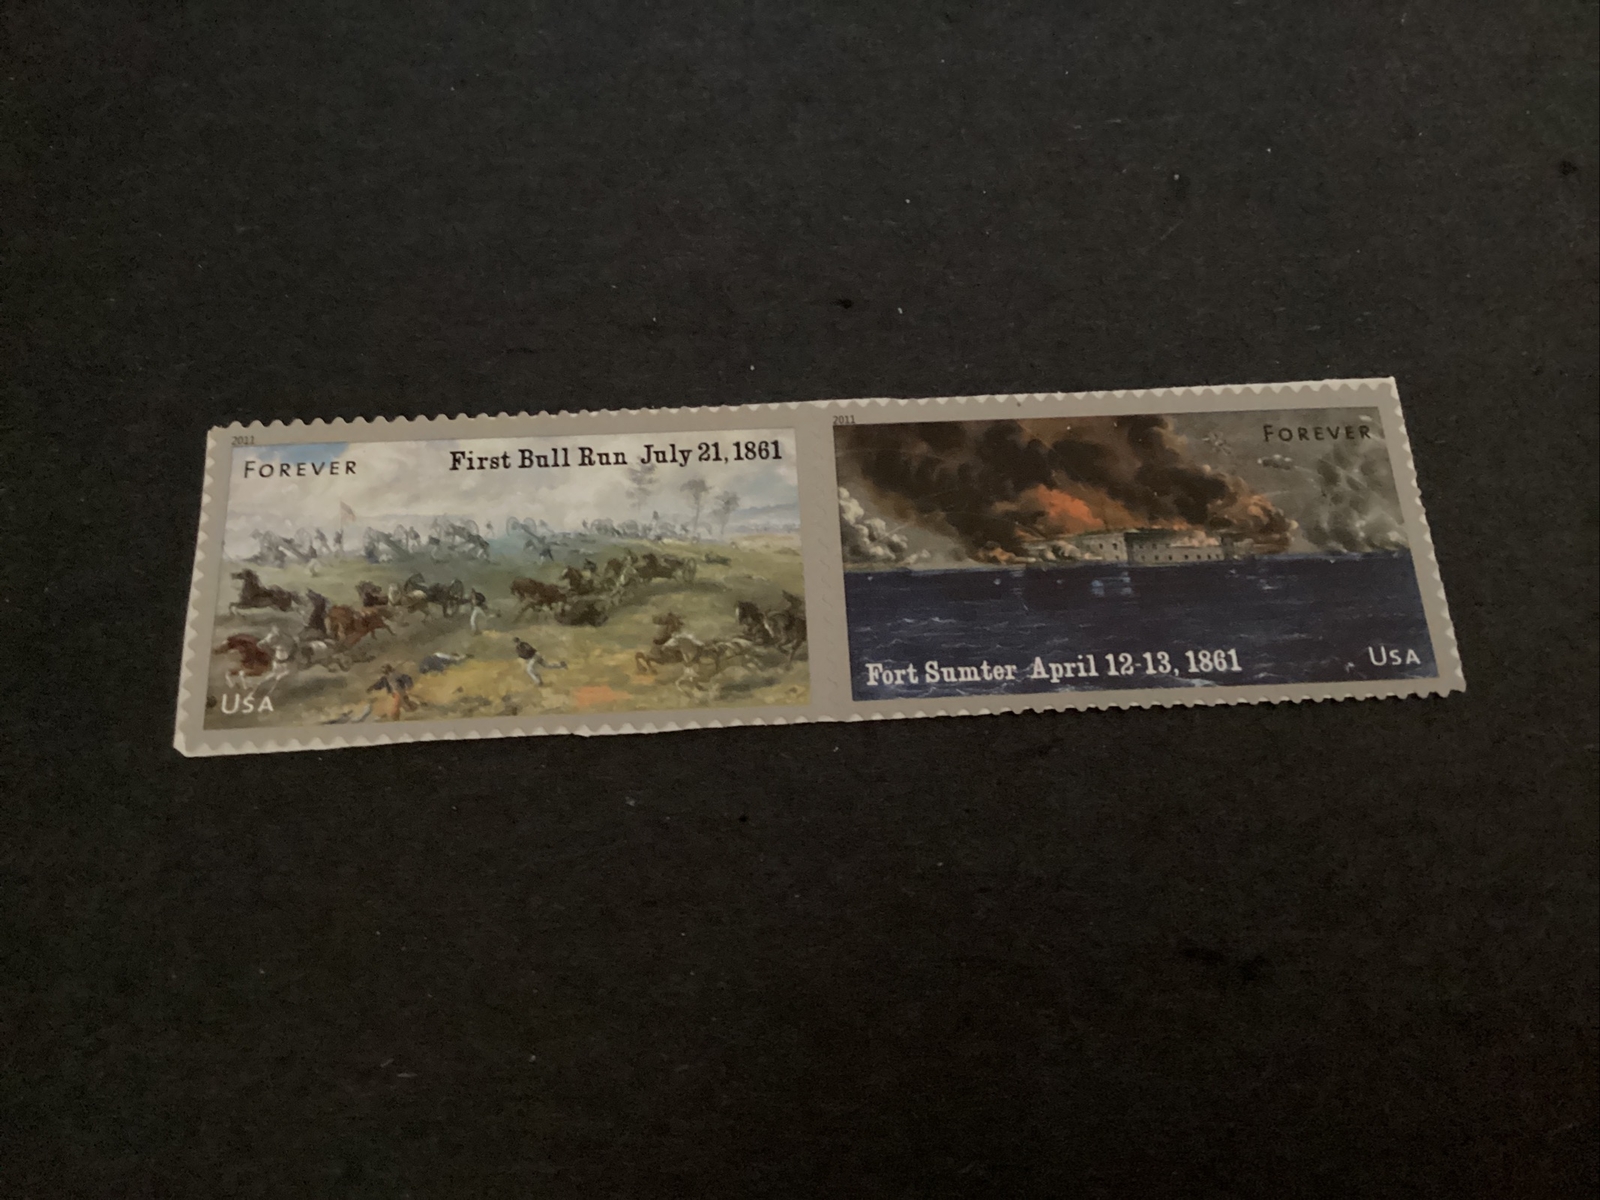 2011
FOREVER
First Bull Run July 21, 1861
USA
2011
FOREVER
Fort Sumter April 12-13, 1861
USA